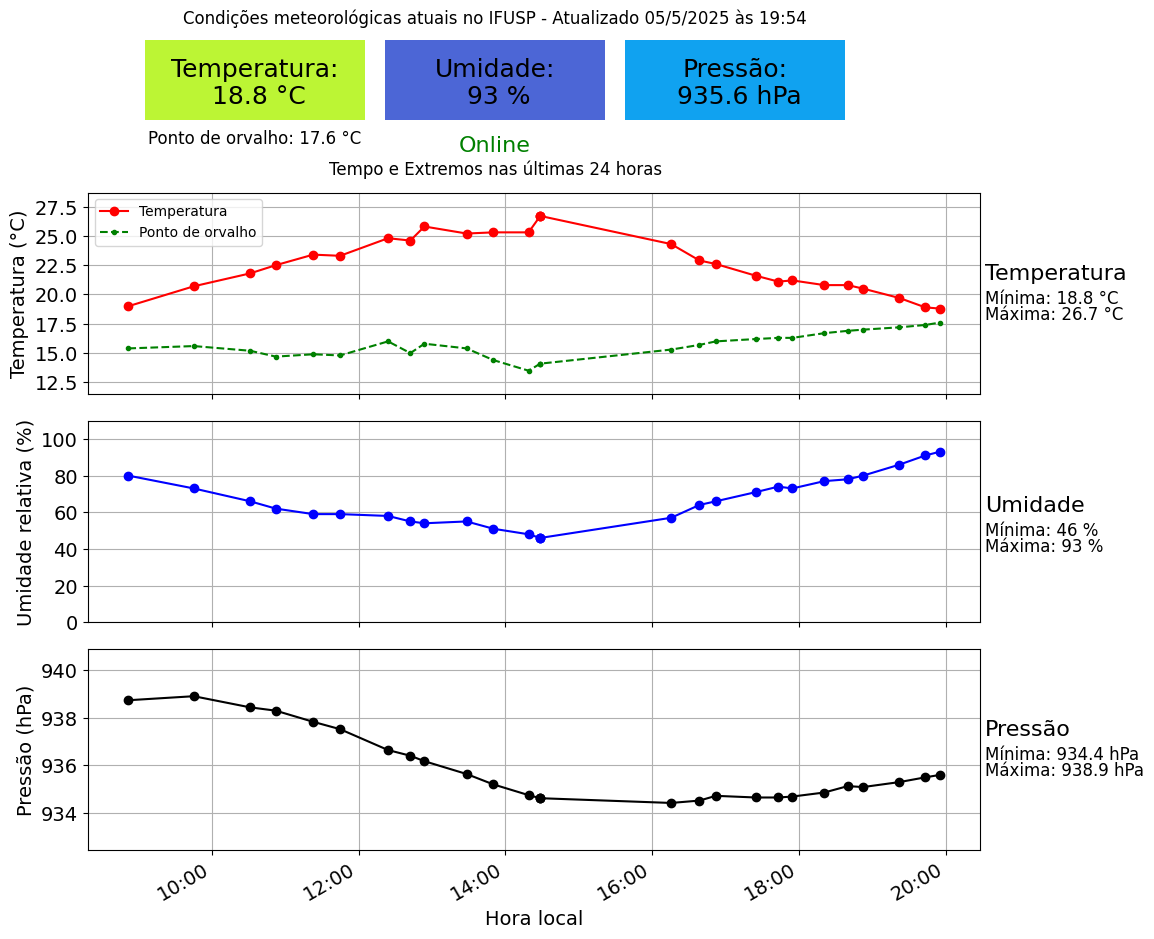 Condições meteorológicas atuais no IFUSP - Atualizado 05/5/2025 às 19:54
Temperatura:
18.8 °C
Umidade:
93 %
Pressão:
935.6 hPa
Ponto de orvalho: 17.6 °C
Online
Tempo e Extremos nas últimas 24 horas
Temperatura (°C)
27.5
25.0
22.5
20.0
17.5
15.0
12.5
Temperatura
Ponto de orvalho
Temperatura
Mínima: 18.8 °C
Máxima: 26.7 °C
Umidade relativa (%)
100
80
60
40
20
0
Umidade
Mínima: 46 %
Máxima: 93 %
Pressão (hPa)
940
938
936
934
Pressão
Mínima: 934.4 hPa
Máxima: 938.9 hPa
10:00
12:00
14:00
16:00
18:00
20:00
Hora local